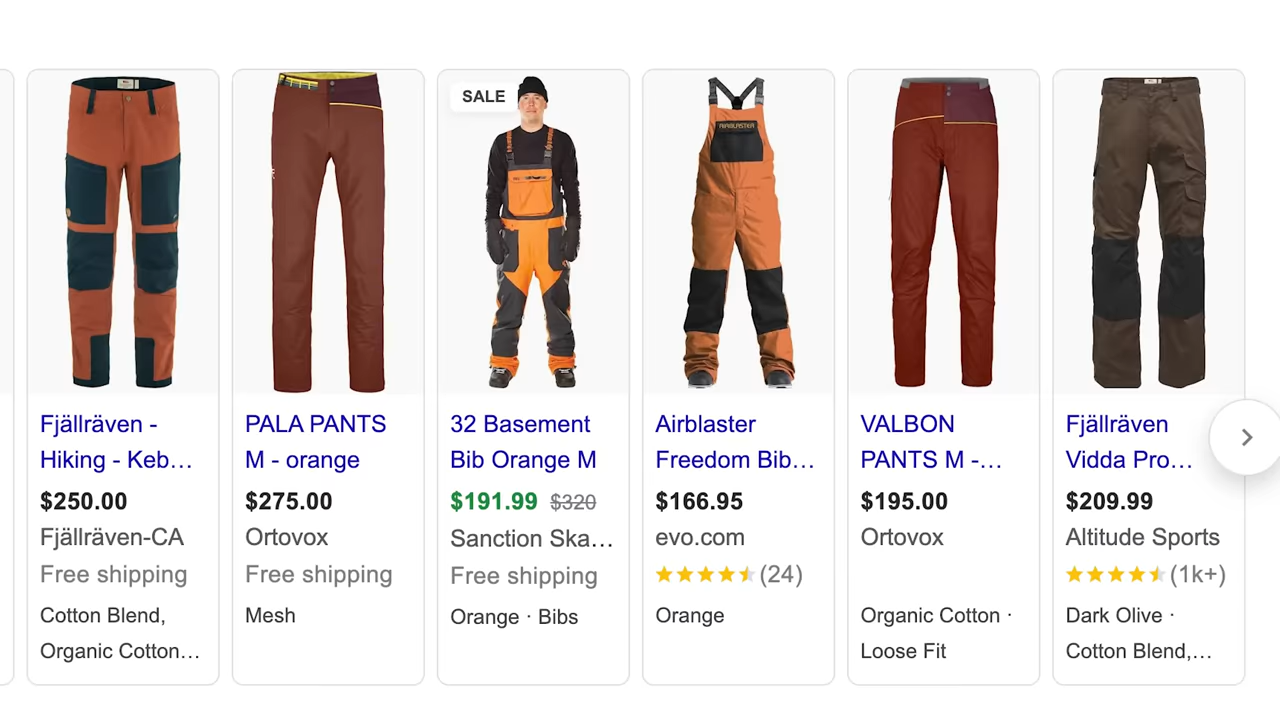 SALE
AIRBLASTER
Fjällräven -
Hiking - Keb…
$250.00
Fjällräven-CA
Free shipping
Cotton Blend,
Organic Cotton…
PALA PANTS
M - orange
$275.00
Ortovox
Free shipping
Mesh
32 Basement
Bib Orange M
$191.99 $320
Sanction Ska…
Free shipping
Orange · Bibs
Airblaster
Freedom Bib…
$166.95
evo.com
(24)
Orange
VALBON
PANTS M -…
$195.00
Ortovox
Organic Cotton ·
Loose Fit
Fjällräven
Vidda Pro…
$209.99
Altitude Sports
(1k+)
Dark Olive ·
Cotton Blend,…